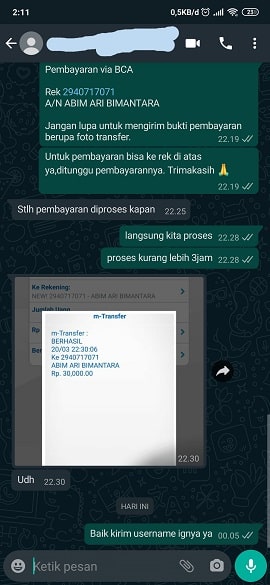 2:11
0,5KB/d
23
Pembayaran via BCA
Rek 2940717071
A/N ABIM ARI BIMANTARA
Jangan lupa untuk mengirim bukti pembayaran
berupa foto transfer.
22.19
Untuk pembayaran bisa ke rek di atas
ya,ditunggu pembayarannya. Trimakasih 🙏
22.19
Stlh pembayaran diproses kapan 22.25
langsung kita proses 22.28
proses kurang lebih 3jam 22.28
Ke Rekening:
NEW! 2940717071 - ABIM ARI BIMANTARA
Jumlah Uang
Rp
Ber
m-Transfer
m-Transfer :
BERHASIL
20/03 22:30:06
Ke 2940717071
ABIM ARI BIMANTARA
Rp. 30,000.00
22.30
Udh 22.30
HARI INI
Baik kirim username ignya ya 00.05
Ketik pesan